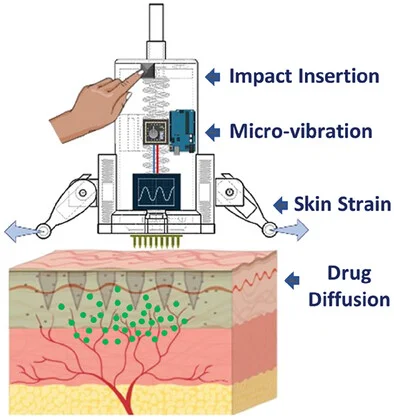 Impact Insertion
Micro-vibration
Skin Strain
Drug
Diffusion